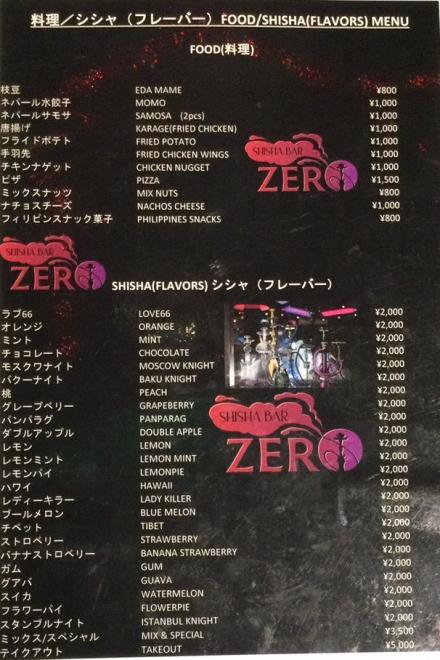 料理／シシャ（フレーバー）FOOD/SHISHA(FLAVORS) MENU
FOOD(料理)
枝豆 EDA MAME ¥800
ネパール水餃子 MOMO ¥1,000
ネパールサモサ SAMOSA (2pcs) ¥1,000
唐揚げ KARAGE(FRIED CHICKEN) ¥1,000
フライドポテト FRIED POTATO ¥1,000
手羽先 FRIED CHICKEN WINGS ¥1,000
チキンナゲット CHICKEN NUGGET ¥1,000
ピザ PIZZA ¥1,500
ミックスナッツ MIX NUTS ¥800
ナチョスチーズ NACHOS CHEESE ¥1,000
フィリピンスナック菓子 PHILIPPINES SNACKS ¥800
SHISHA BAR
ZERO
SHISHA BAR
ZERO
SHISHA(FLAVORS) シシャ（フレーバー）
ラブ66 LOVE66 ¥2,000
オレンジ ORANGE ¥2,000
ミント MINT ¥2,000
チョコレート CHOCOLATE ¥2,000
モスクワナイト MOSCOW KNIGHT ¥2,000
バクーナイト BAKU KNIGHT ¥2,000
桃 PEACH ¥2,000
グレープベリー GRAPEBERRY ¥2,000
パンパラグ PANPARAG ¥2,000
ダブルアップル DOUBLE APPLE ¥2,000
レモン LEMON ¥2,000
レモンミント LEMON MINT ¥2,000
レモンパイ LEMONPIE ¥2,000
ハワイ HAWAII ¥2,000
レディーキラー LADY KILLER ¥2,000
ブールメロン BLUE MELON ¥2,000
チベット TIBET ¥2,000
ストロベリー STRAWBERRY ¥2,000
バナナストロベリー BANANA STRAWBERRY ¥2,000
ガム GUM ¥2,000
グアバ GUAVA ¥2,000
スイカ WATERMELON ¥2,000
フラワーパイ FLOWERPIE ¥2,000
スタンブルナイト ISTANBUL KNIGHT ¥2,000
ミックス/スペシャル MIX & SPECIAL ¥3,500
テイクアウト TAKEOUT ¥5,000
SHISHA BAR
ZERO